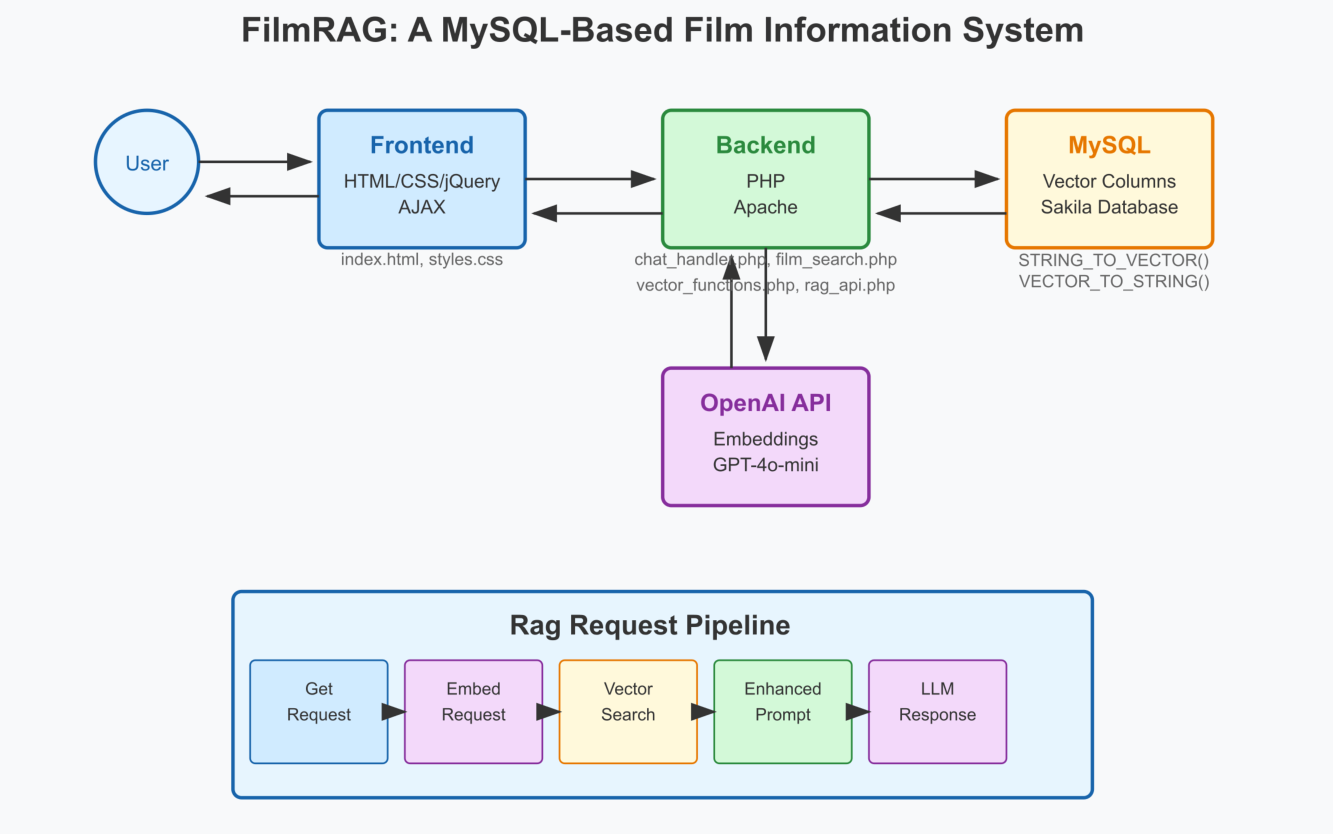 FilmRAG: A MySQL-Based Film Information System
User
Frontend
HTML/CSS/jQuery
AJAX
index.html, styles.css
Backend
PHP
Apache
chat_handler.php, film_search.php
vector_functions.php, rag_api.php
MySQL
Vector Columns
Sakila Database
STRING_TO_VECTOR()
VECTOR_TO_STRING()
OpenAI API
Embeddings
GPT-4o-mini
Rag Request Pipeline
Get
Request
Embed
Request
Vector
Search
Enhanced
Prompt
LLM
Response